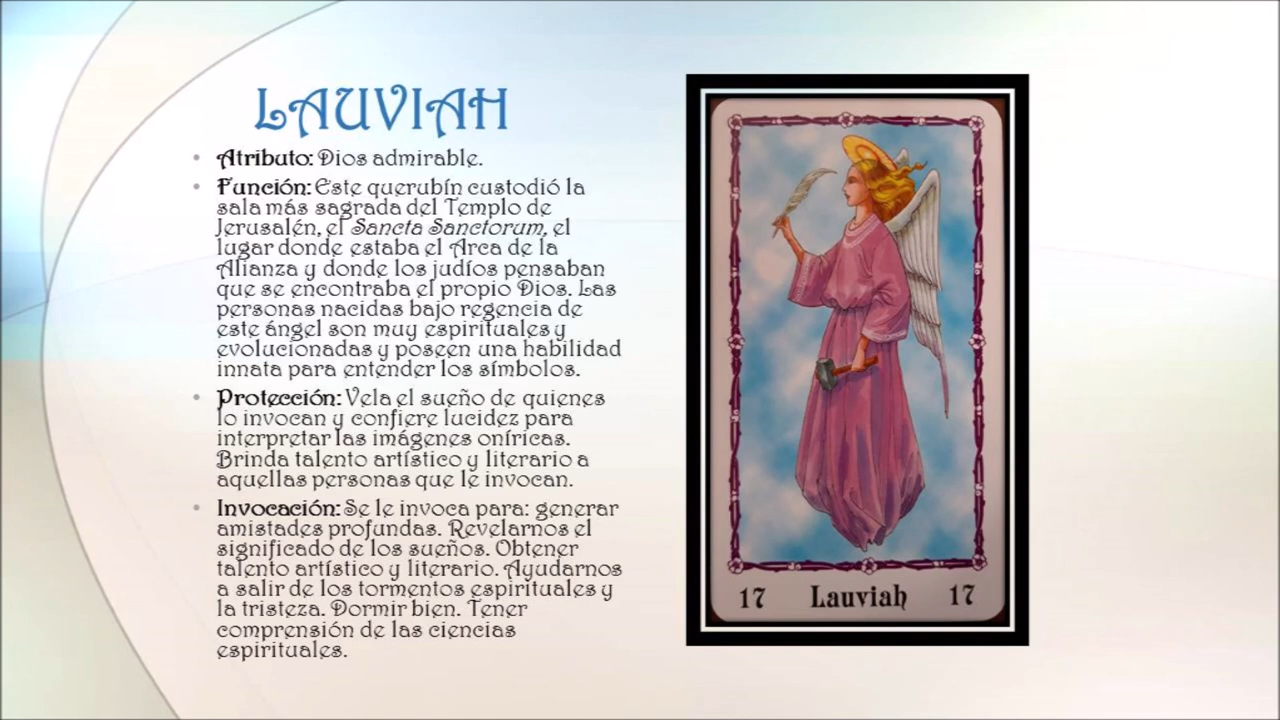 LAUVIAH
• Atributo: Dios admirable.
• Función: Este querubín custodió la
sala más sagrada del Templo de
Jerusalén, el Sancta Sanctorum, el
lugar donde estaba el Arca de la
Alianza y donde los judíos pensaban
que se encontraba el propio Dios. Las
personas nacidas bajo regencia de
este ángel son muy espirituales y
evolucionadas y poseen una habilidad
innata para entender los símbolos.
• Protección: Vela el sueño de quienes
lo invocan y confiere lucidez para
interpretar las imágenes oníricas.
Brinda talento artístico y literario a
aquellas personas que le invocan.
• Invocación: Se le invoca para: generar
amistades profundas. Revelarnos el
significado de los sueños. Obtener
talento artístico y literario. Ayudarnos
a salir de los tormentos espirituales y
la tristeza. Dormir bien. Tener
comprensión de las ciencias
espirituales.
17 Lauviah 17